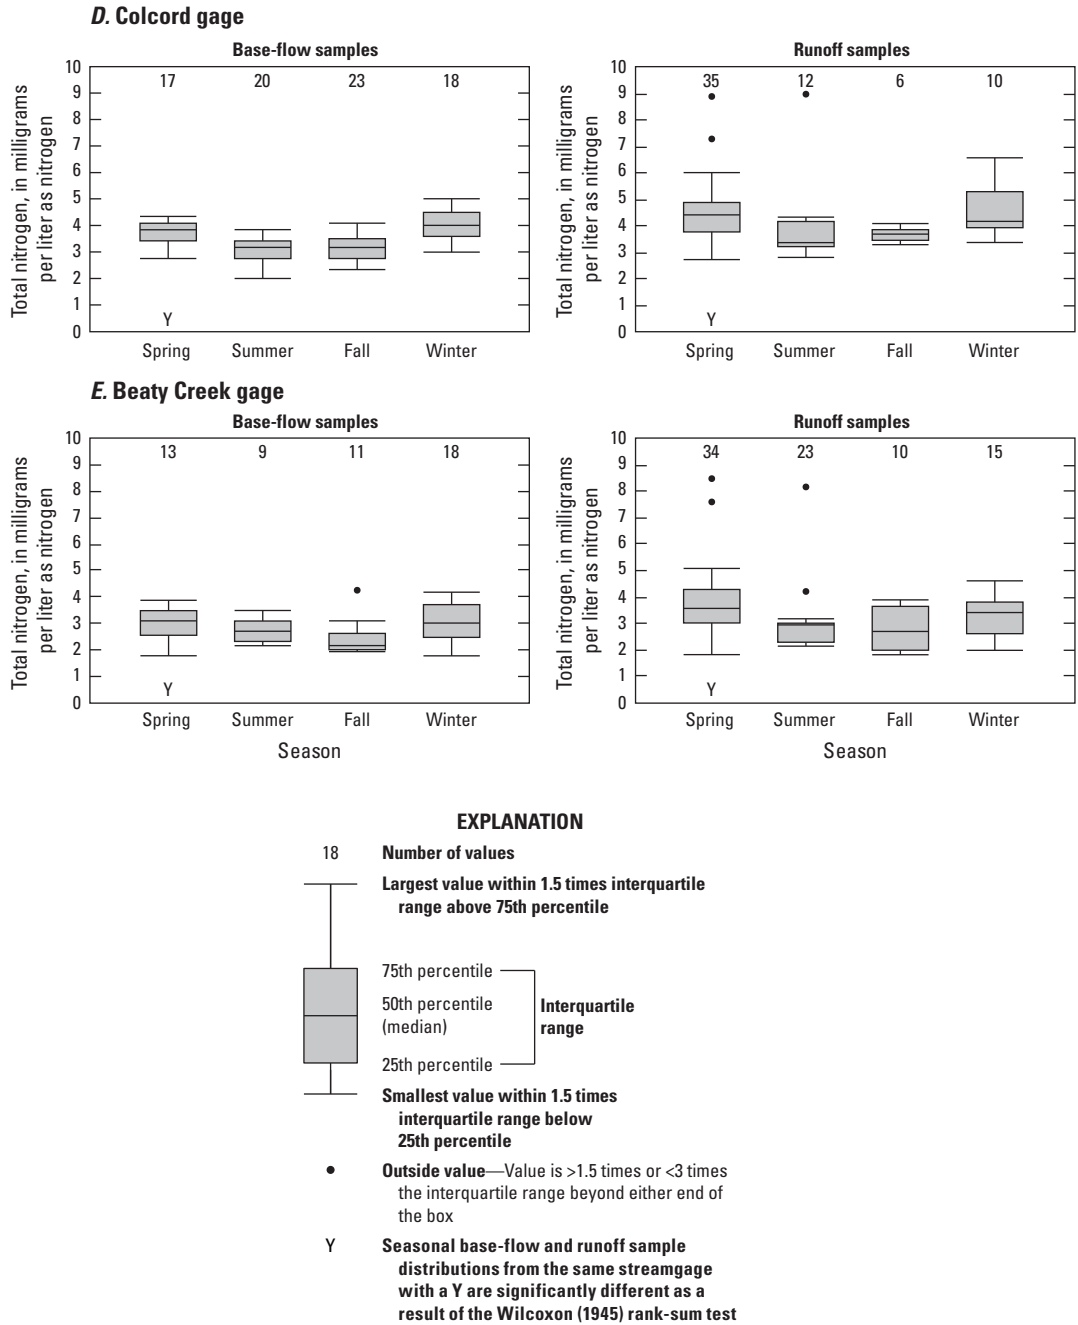 D. Colcord gage
Base-flow samples
Total nitrogen, in milligrams
per liter as nitrogen
10
9
8
7
6
5
4
3
2
1
0
17 20 23 18
Y
Spring Summer Fall Winter
Runoff samples
Total nitrogen, in milligrams
per liter as nitrogen
10
9
8
7
6
5
4
3
2
1
0
35 12 6 10
Y
Spring Summer Fall Winter
E. Beaty Creek gage
Base-flow samples
Total nitrogen, in milligrams
per liter as nitrogen
10
9
8
7
6
5
4
3
2
1
0
13 9 11 18
Y
Spring Summer Fall Winter
Season
Runoff samples
Total nitrogen, in milligrams
per liter as nitrogen
10
9
8
7
6
5
4
3
2
1
0
34 23 10 15
Y
Spring Summer Fall Winter
Season
EXPLANATION
18 Number of values
Largest value within 1.5 times interquartile
range above 75th percentile
75th percentile
50th percentile
(median)
25th percentile
Interquartile
range
Smallest value within 1.5 times
interquartile range below
25th percentile
Outside value—Value is >1.5 times or <3 times
the interquartile range beyond either end of
the box
Y Seasonal base-flow and runoff sample
distributions from the same streamgage
with a Y are significantly different as a
result of the Wilcoxon (1945) rank-sum test